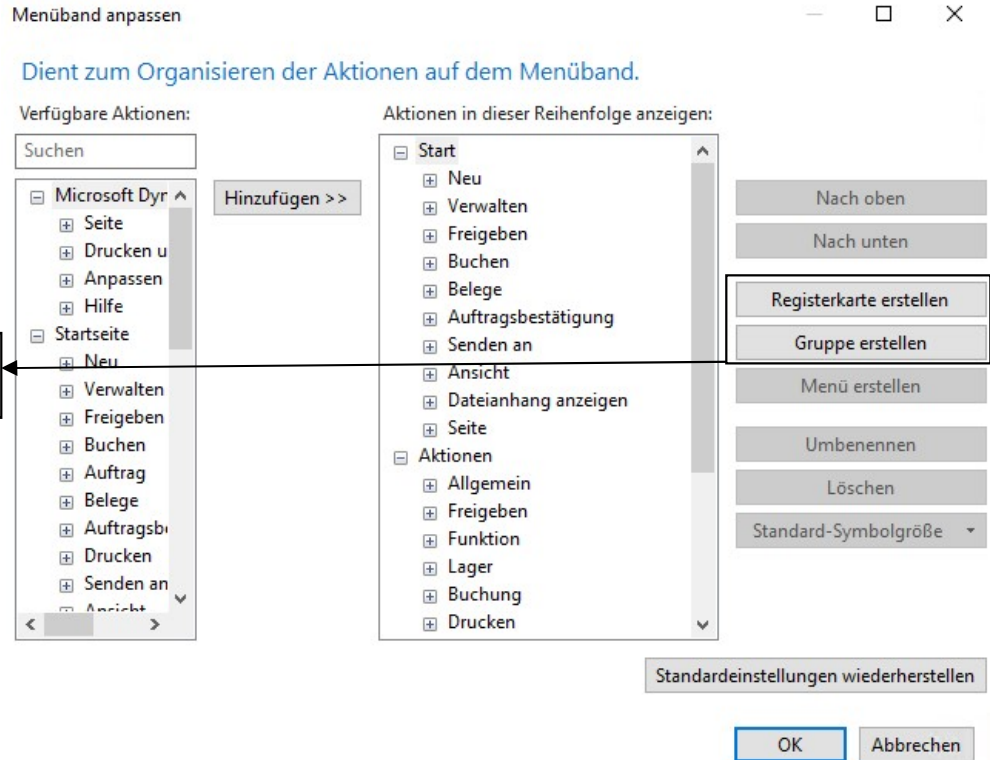 Menüband anpassen
Dient zum Organisieren der Aktionen auf dem Menüband.
Verfügbare Aktionen:
Suchen
Microsoft Dyr
Seite
Drucken u
Anpassen
Hilfe
Startseite
Neu
Verwalten
Freigeben
Buchen
Auftrag
Belege
Auftragsb
Drucken
Senden an
Ansicht
Hinzufügen >>
Aktionen in dieser Reihenfolge anzeigen:
Start
Neu
Verwalten
Freigeben
Buchen
Belege
Auftragsbestätigung
Senden an
Ansicht
Dateianhang anzeigen
Seite
Aktionen
Allgemein
Freigeben
Funktion
Lager
Buchung
Drucken
Nach oben
Nach unten
Registerkarte erstellen
Gruppe erstellen
Menü erstellen
Umbenennen
Löschen
Standard-Symbolgröße
Standardeinstellungen wiederherstellen
OK
Abbrechen